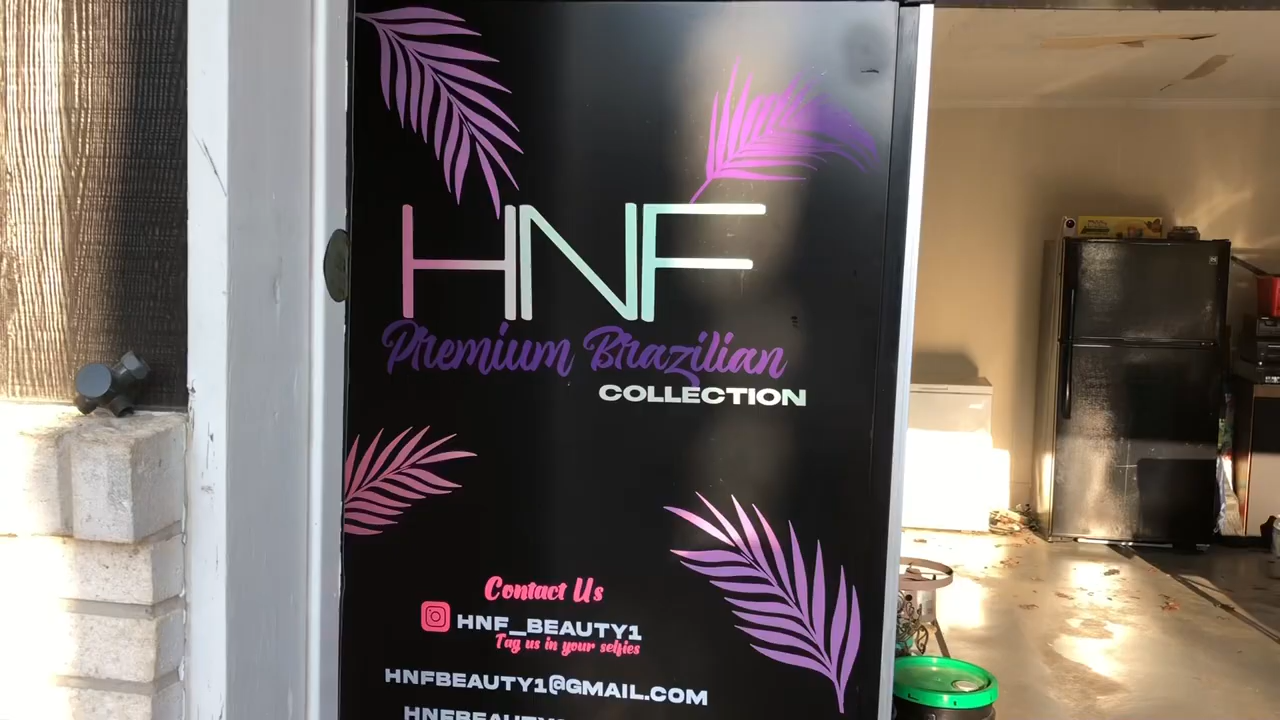 HNF
Premium Brazilian
COLLECTION
Contact Us
HNF_BEAUTY1
Tag us in your selfies
HNFBEAUTY1@GMAIL.COM